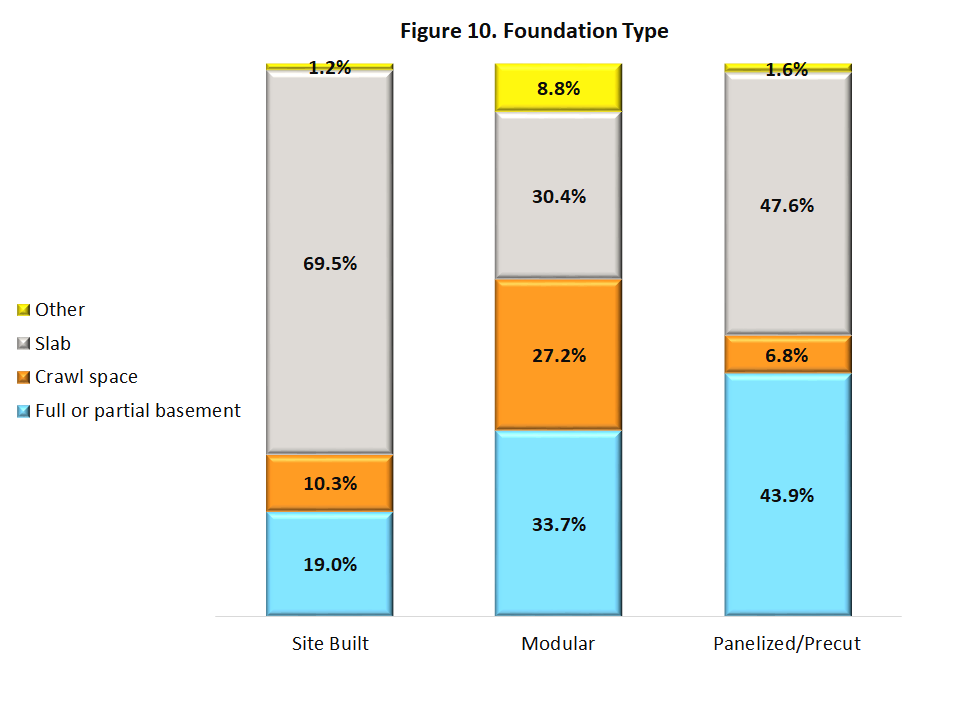 Figure 10. Foundation Type
1.2%
8.8%
1.6%
69.5%
30.4%
47.6%
10.3%
27.2%
6.8%
19.0%
33.7%
43.9%
Other
Slab
Crawl space
Full or partial basement
Site Built
Modular
Panelized/Precut